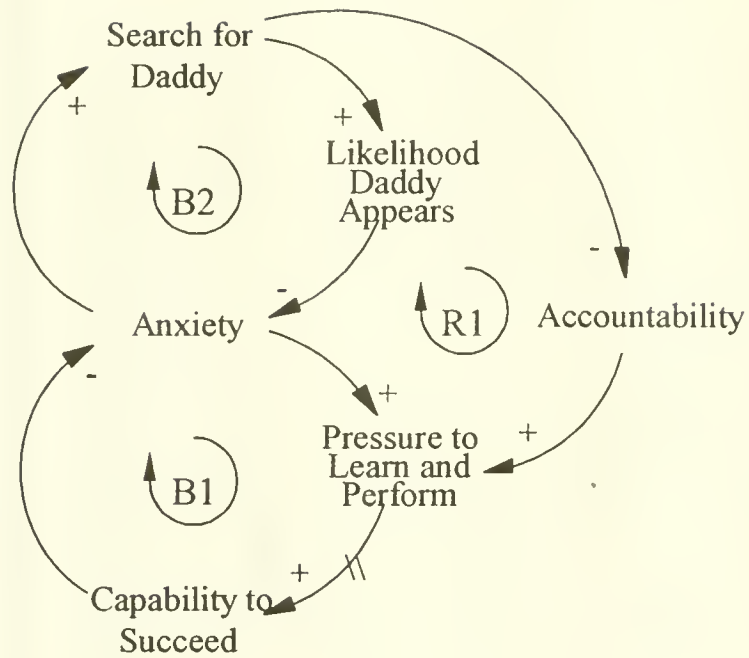 Search for
Daddy
+
+
Likelihood
Daddy
Appears
B2
-
-
Anxiety
R1
Accountability
-
+
+
Pressure to
Learn and
Perform
B1
+
Capability to
Succeed